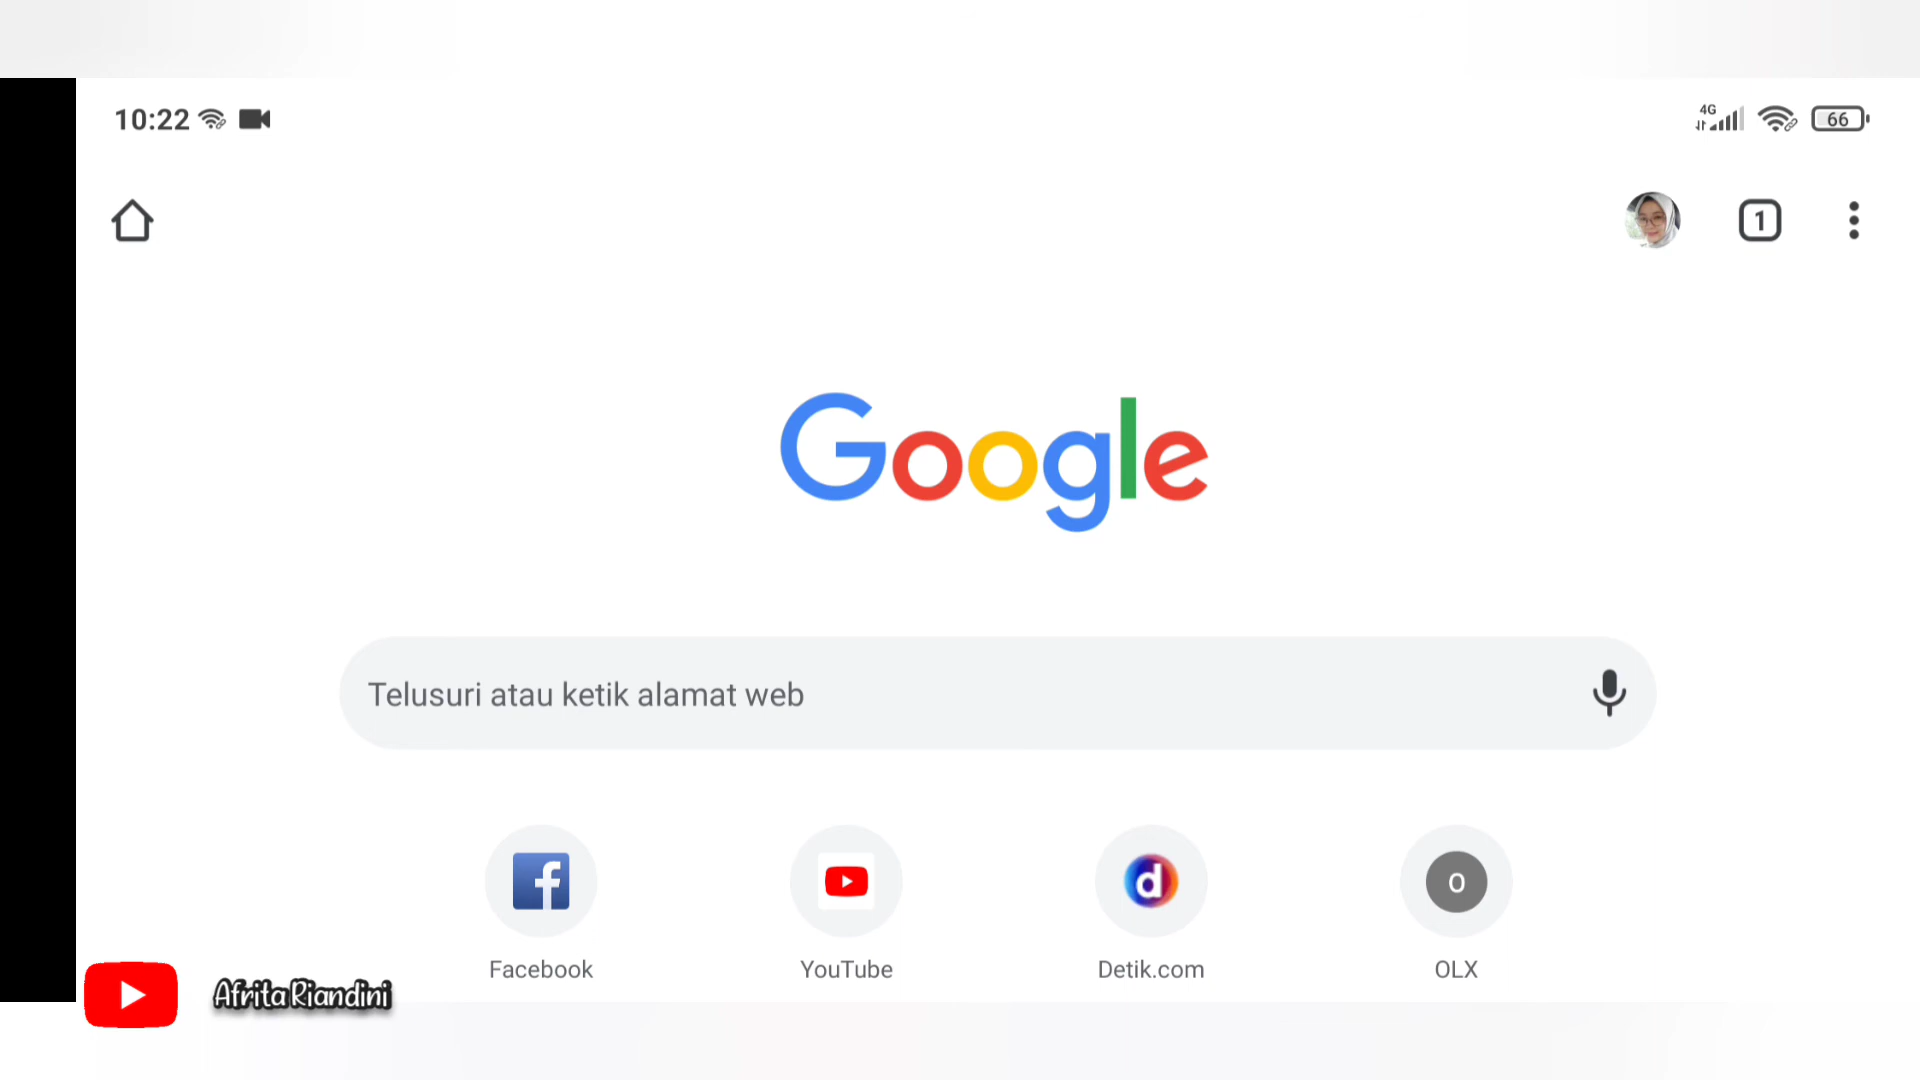 10:22
4G
66
1
Google
Telusuri atau ketik alamat web
Facebook
YouTube
d
Detik.com
O
OLX
Afrita Riandini